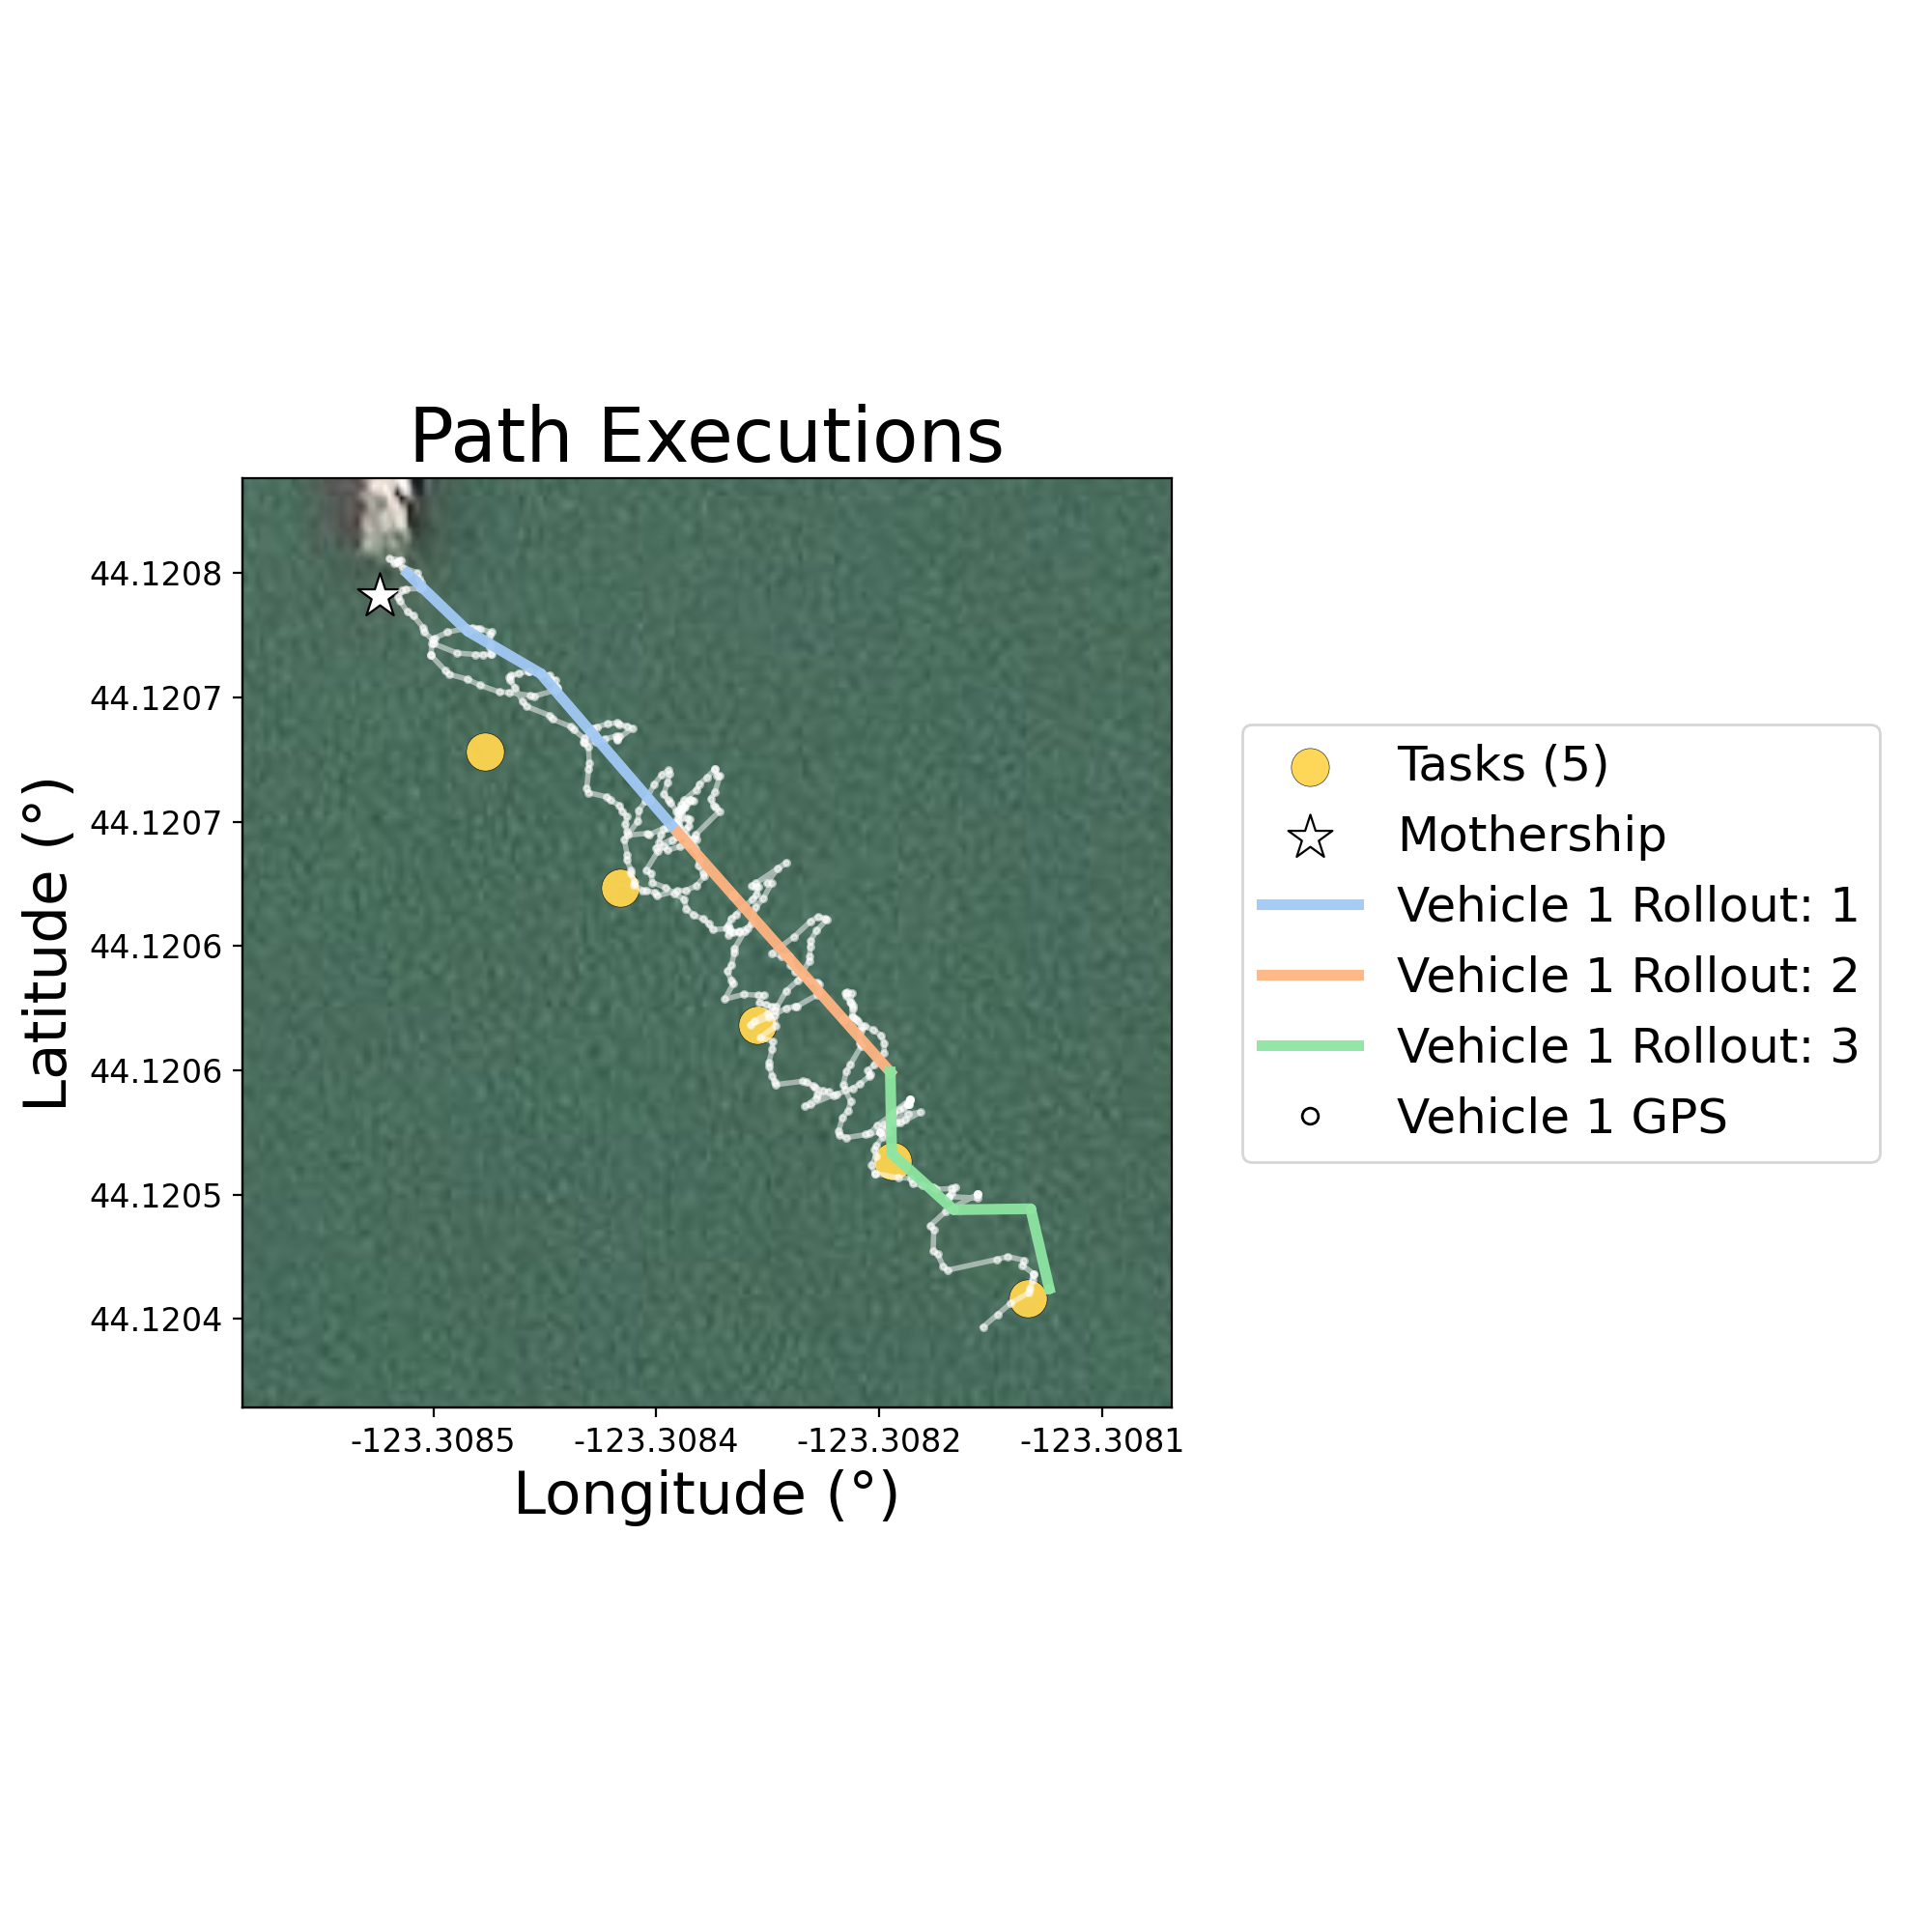 Path Executions
Latitude (°)
44.1208
44.1207
44.1207
44.1206
44.1206
44.1205
44.1204
-123.3085
-123.3084
-123.3082
-123.3081
Longitude (°)
Tasks (5)
Mothership
Vehicle 1 Rollout: 1
Vehicle 1 Rollout: 2
Vehicle 1 Rollout: 3
Vehicle 1 GPS